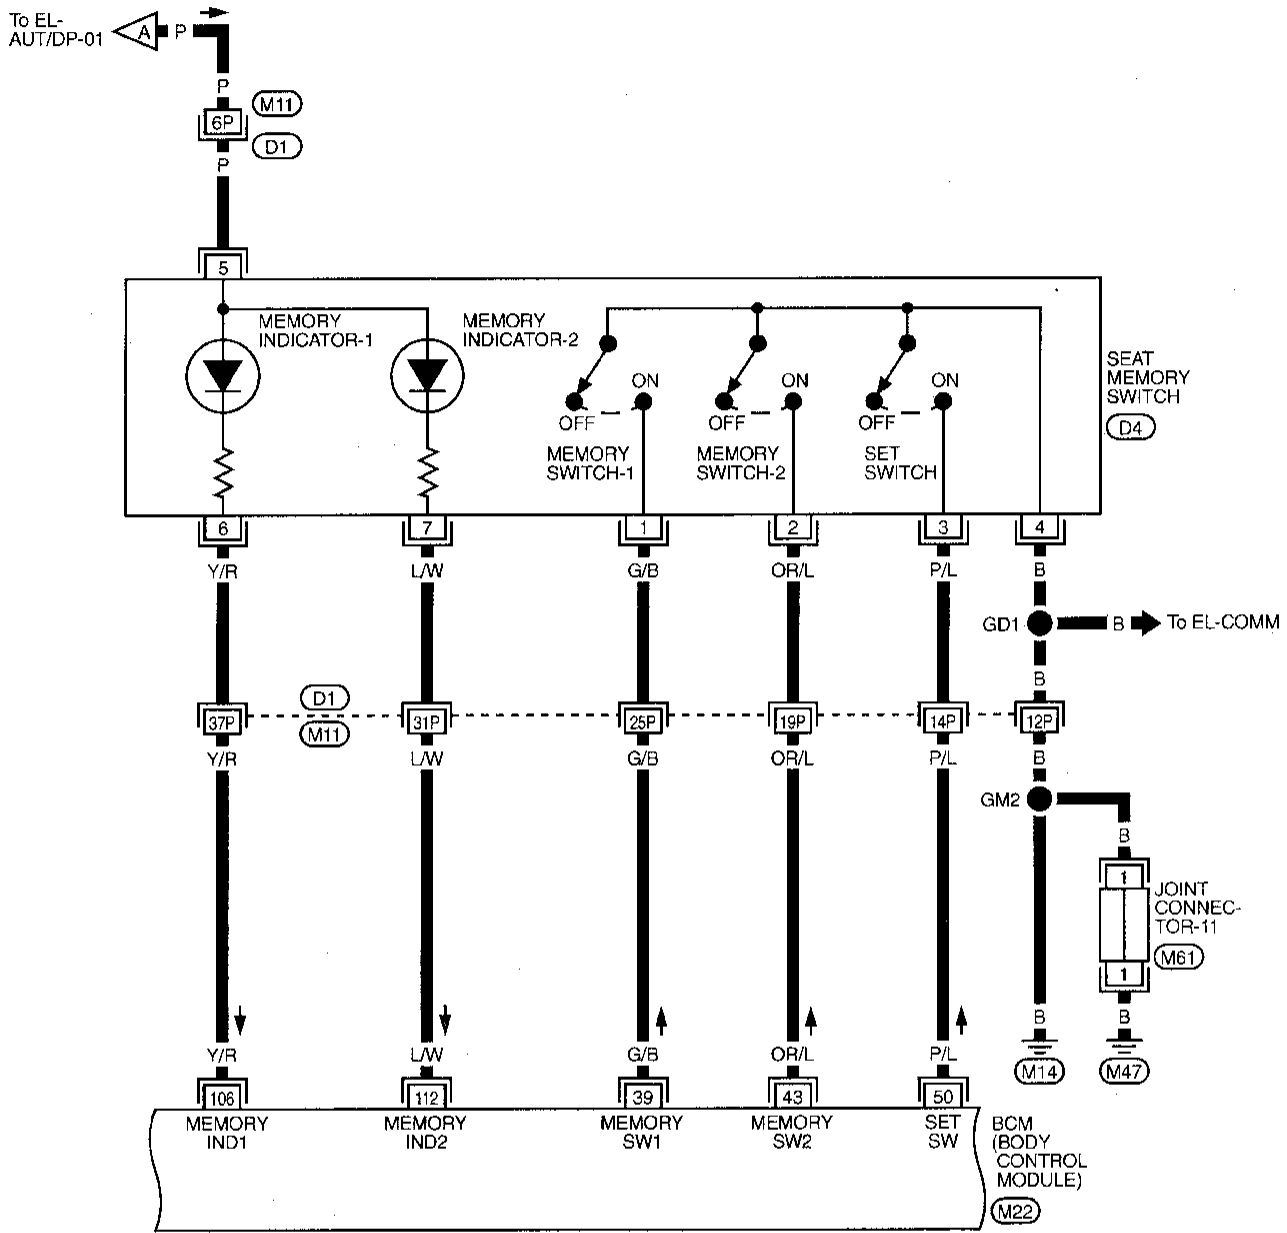 To EL-
AUT/DP-01
A
P
P
M11
6P
D1
P
5
MEMORY
INDICATOR-1
MEMORY
INDICATOR-2
ON
ON
ON
OFF
OFF
OFF
MEMORY
SWITCH-1
MEMORY
SWITCH-2
SET
SWITCH
SEAT
MEMORY
SWITCH
D4
6
7
1
2
3
4
Y/R
L/W
G/B
OR/L
P/L
B
GD1
B
To EL-COMM
B
D1
37P
31P
25P
19P
14P
12P
M11
Y/R
L/W
G/B
OR/L
P/L
B
GM2
B
1
JOINT
CONNEC-
TOR-11
M61
1
B
B
Y/R
L/W
G/B
OR/L
P/L
M14
M47
106
112
39
43
50
MEMORY
IND1
MEMORY
IND2
MEMORY
SW1
MEMORY
SW2
SET
SW
BCM
(BODY
CONTROL
MODULE)
M22